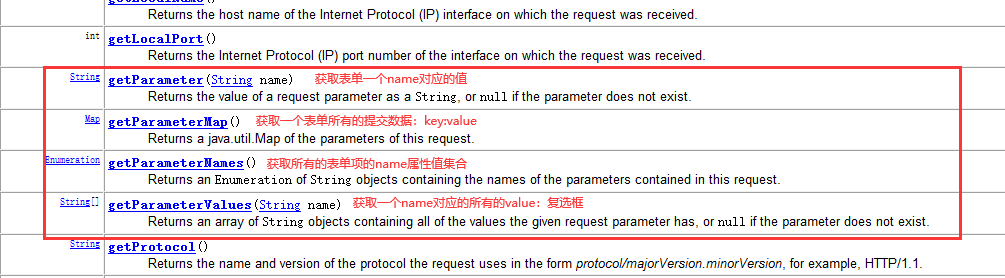 Returns the host name of the Internet Protocol (IP) interface on which the request was received.
int getLocalPort()
Returns the Internet Protocol (IP) port number of the interface on which the request was received.
String getParameter(String name) 获取表单一个name对应的值
Returns the value of a request parameter as a String, or null if the parameter does not exist.
Map getParameterMap() 获取一个表单所有的提交数据：key:value
Returns a java.util.Map of the parameters of this request.
Enumeration getParameterNames() 获取所有的表单项的name属性值集合
Returns an Enumeration of String objects containing the names of the parameters contained in this request.
String[] getParameterValues(String name) 获取一个name对应的所有的value：复选框
Returns an array of String objects containing all of the values the given request parameter has, or null if the parameter does not exist.
String getProtocol()
Returns the name and version of the protocol the request uses in the form protocol/majorVersion.minorVersion, for example, HTTP/1.1.